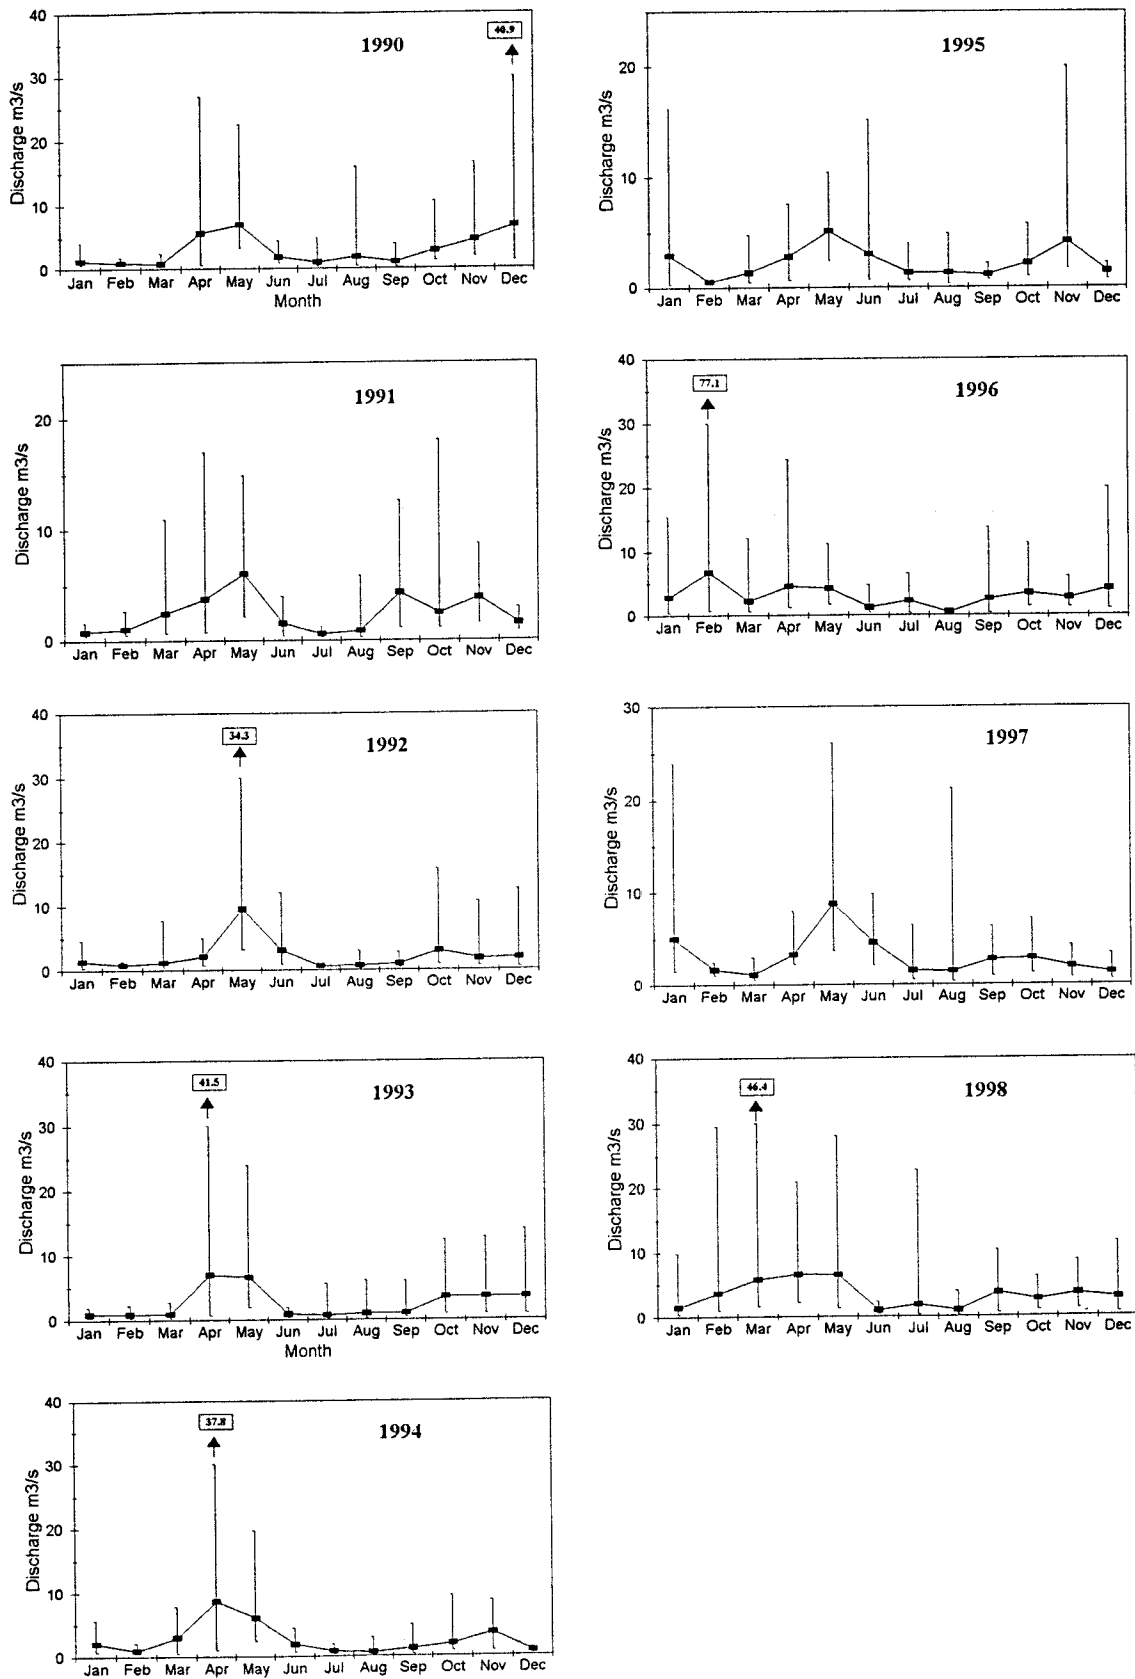 1990
40.9
40
30
20
10
0
Discharge m3/s
Jan Feb Mar Apr May Jun Jul Aug Sep Oct Nov Dec
Month
1995
20
10
0
Discharge m3/s
Jan Feb Mar Apr May Jun Jul Aug Sep Oct Nov Dec
1991
20
10
0
Discharge m3/s
Jan Feb Mar Apr May Jun Jul Aug Sep Oct Nov Dec
1996
77.1
40
30
20
10
0
Discharge m3/s
Jan Feb Mar Apr May Jun Jul Aug Sep Oct Nov Dec
1992
34.3
40
30
20
10
0
Discharge m3/s
Jan Feb Mar Apr May Jun Jul Aug Sep Oct Nov Dec
1997
30
20
10
0
Discharge m3/s
Jan Feb Mar Apr May Jun Jul Aug Sep Oct Nov Dec
1993
41.5
40
30
20
10
0
Discharge m3/s
Jan Feb Mar Apr May Jun Jul Aug Sep Oct Nov Dec
Month
1998
46.4
40
30
20
10
0
Discharge m3/s
Jan Feb Mar Apr May Jun Jul Aug Sep Oct Nov Dec
1994
37.8
40
30
20
10
0
Discharge m3/s
Jan Feb Mar Apr May Jun Jul Aug Sep Oct Nov Dec